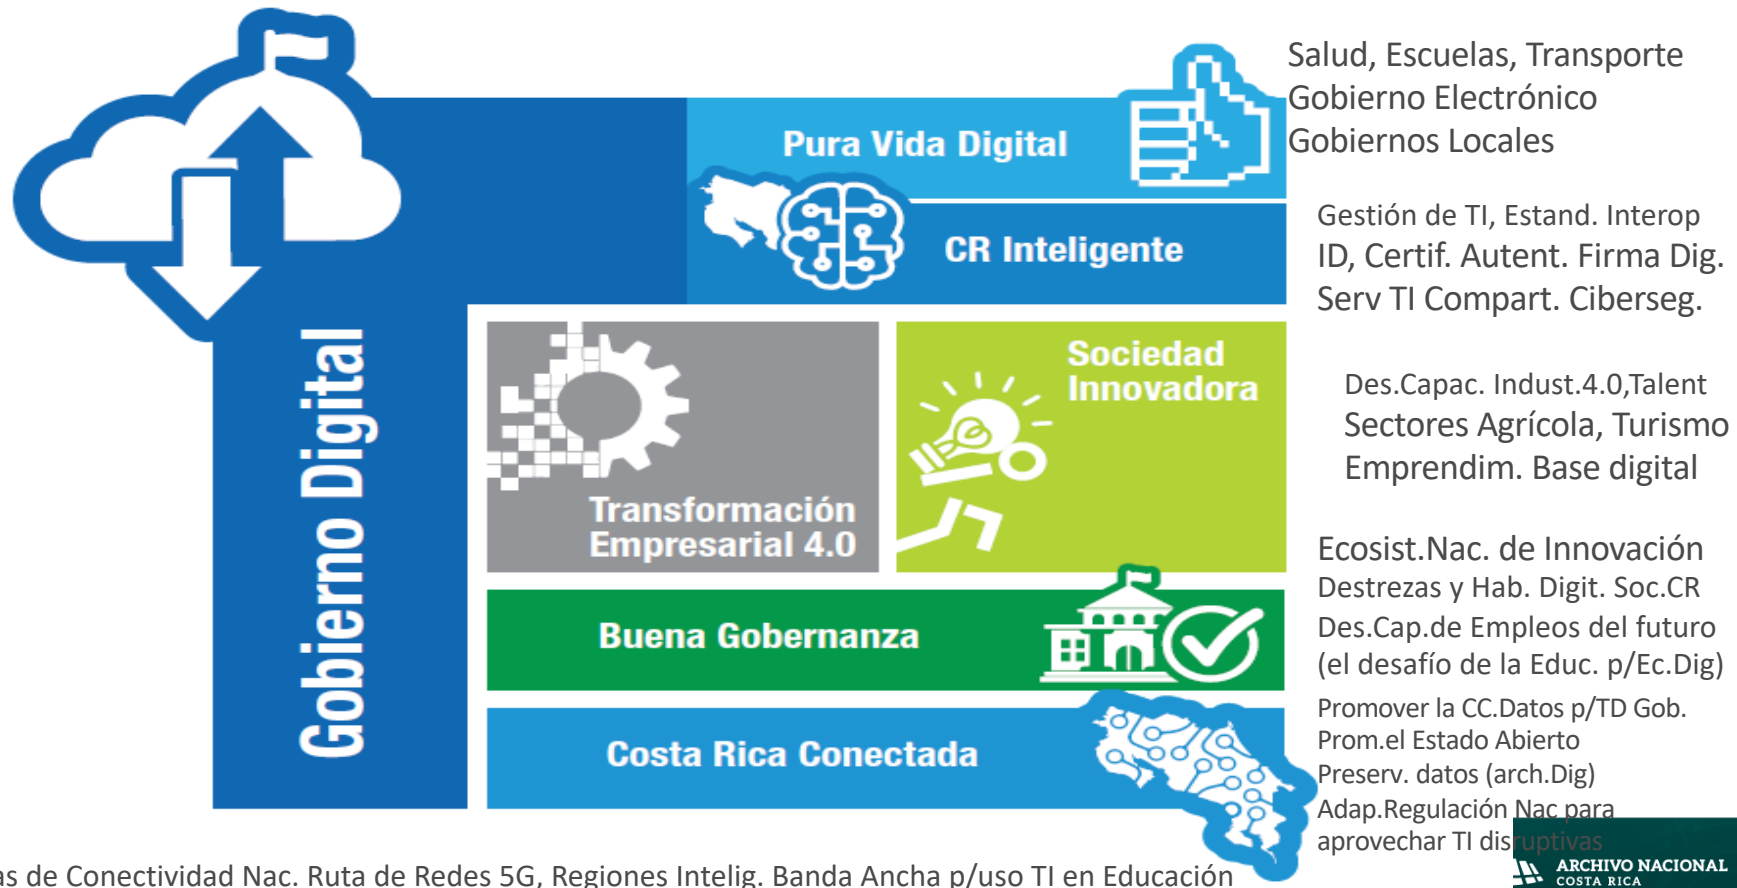 Salud, Escuelas, Transporte
Gobierno Electrónico
Gobiernos Locales
Pura Vida Digital
Gestión de TI, Estand. Interop
ID, Certif. Autent. Firma Dig.
Serv TI Compart. Ciberseg.
CR Inteligente
Gobierno Digital
Transformación
Empresarial 4.0
Sociedad
Innovadora
Des.Capac. Indust.4.0,Talent
Sectores Agrícola, Turismo
Emprendim. Base digital
Ecosist.Nac. de Innovación
Destrezas y Hab. Digit. Soc.CR
Des.Cap.de Empleos del futuro
(el desafío de la Educ. p/Ec.Dig)
Buena Gobernanza
Promover la CC.Datos p/TD Gob.
Prom.el Estado Abierto
Preserv. datos (arch.Dig)
Adap.Regulación Nac para
aprovechar TI disruptivas
Costa Rica Conectada
de Conectividad Nac. Ruta de Redes 5G, Regiones Intelig. Banda Ancha p/uso TI en Educación
ARCHIVO NACIONAL
COSTA RICA